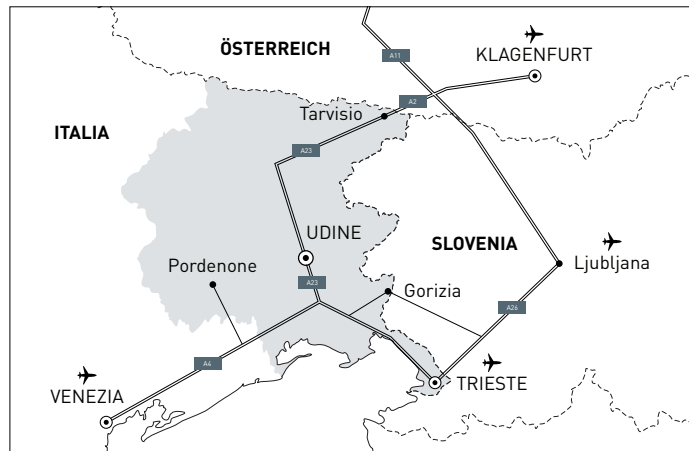 ÖSTERREICH
KLAGENFURT
A11
A2
Tarvisio
ITALIA
A23
UDINE
SLOVENIA
Pordenone
Ljubljana
A23
Gorizia
A26
A4
VENEZIA
TRIESTE